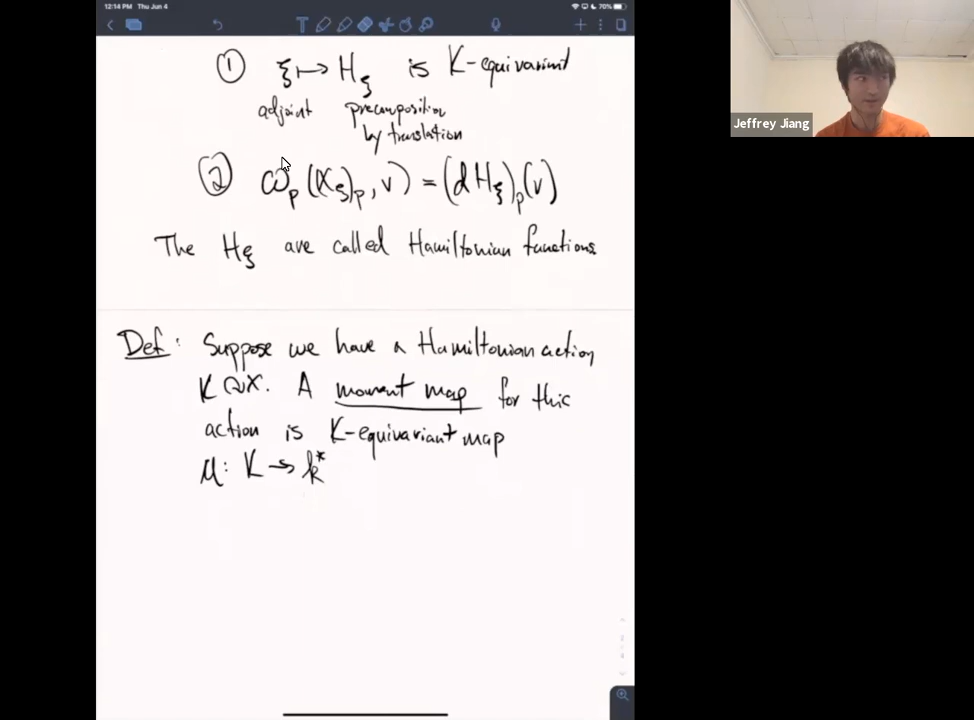 12:14 PM Thu Jun 4
70%
① ξ ↦ H_ξ is K-equivariant
adjoint precomposition
by translation
② ω_p (X_ξ)_p, v) = (dH_ξ)_p(v)
The H_ξ are called Hamiltonian functions
Def: Suppose we have a Hamiltonian action
K ↷ X. A moment map for this
action is K-equivariant map
μ: K → k*
Jeffrey Jiang